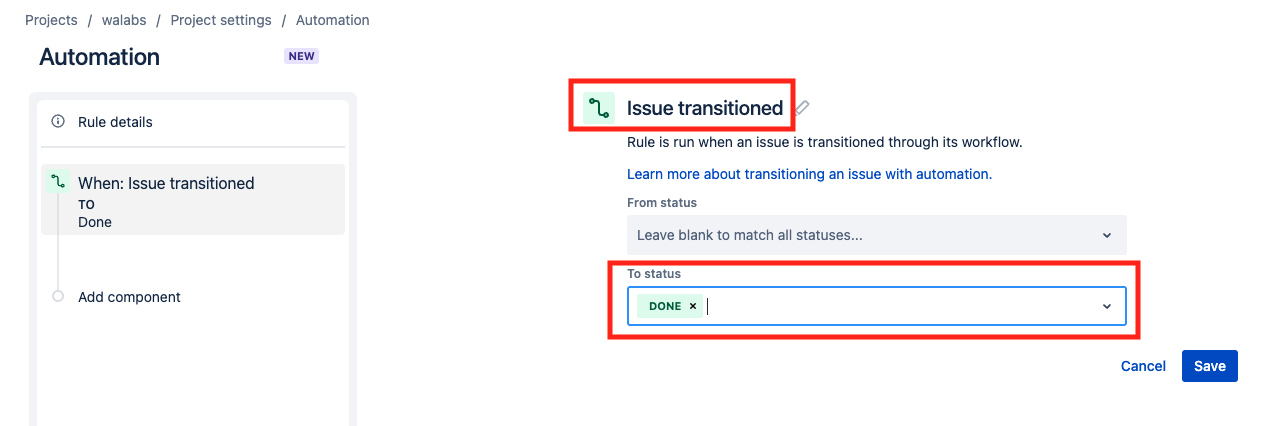 Projects / walabs / Project settings / Automation
Automation NEW
Rule details
When: Issue transitioned
TO
Done
Add component
Issue transitioned
Rule is run when an issue is transitioned through its workflow.
Learn more about transitioning an issue with automation.
From status
Leave blank to match all statuses...
To status
DONE ×
Cancel Save